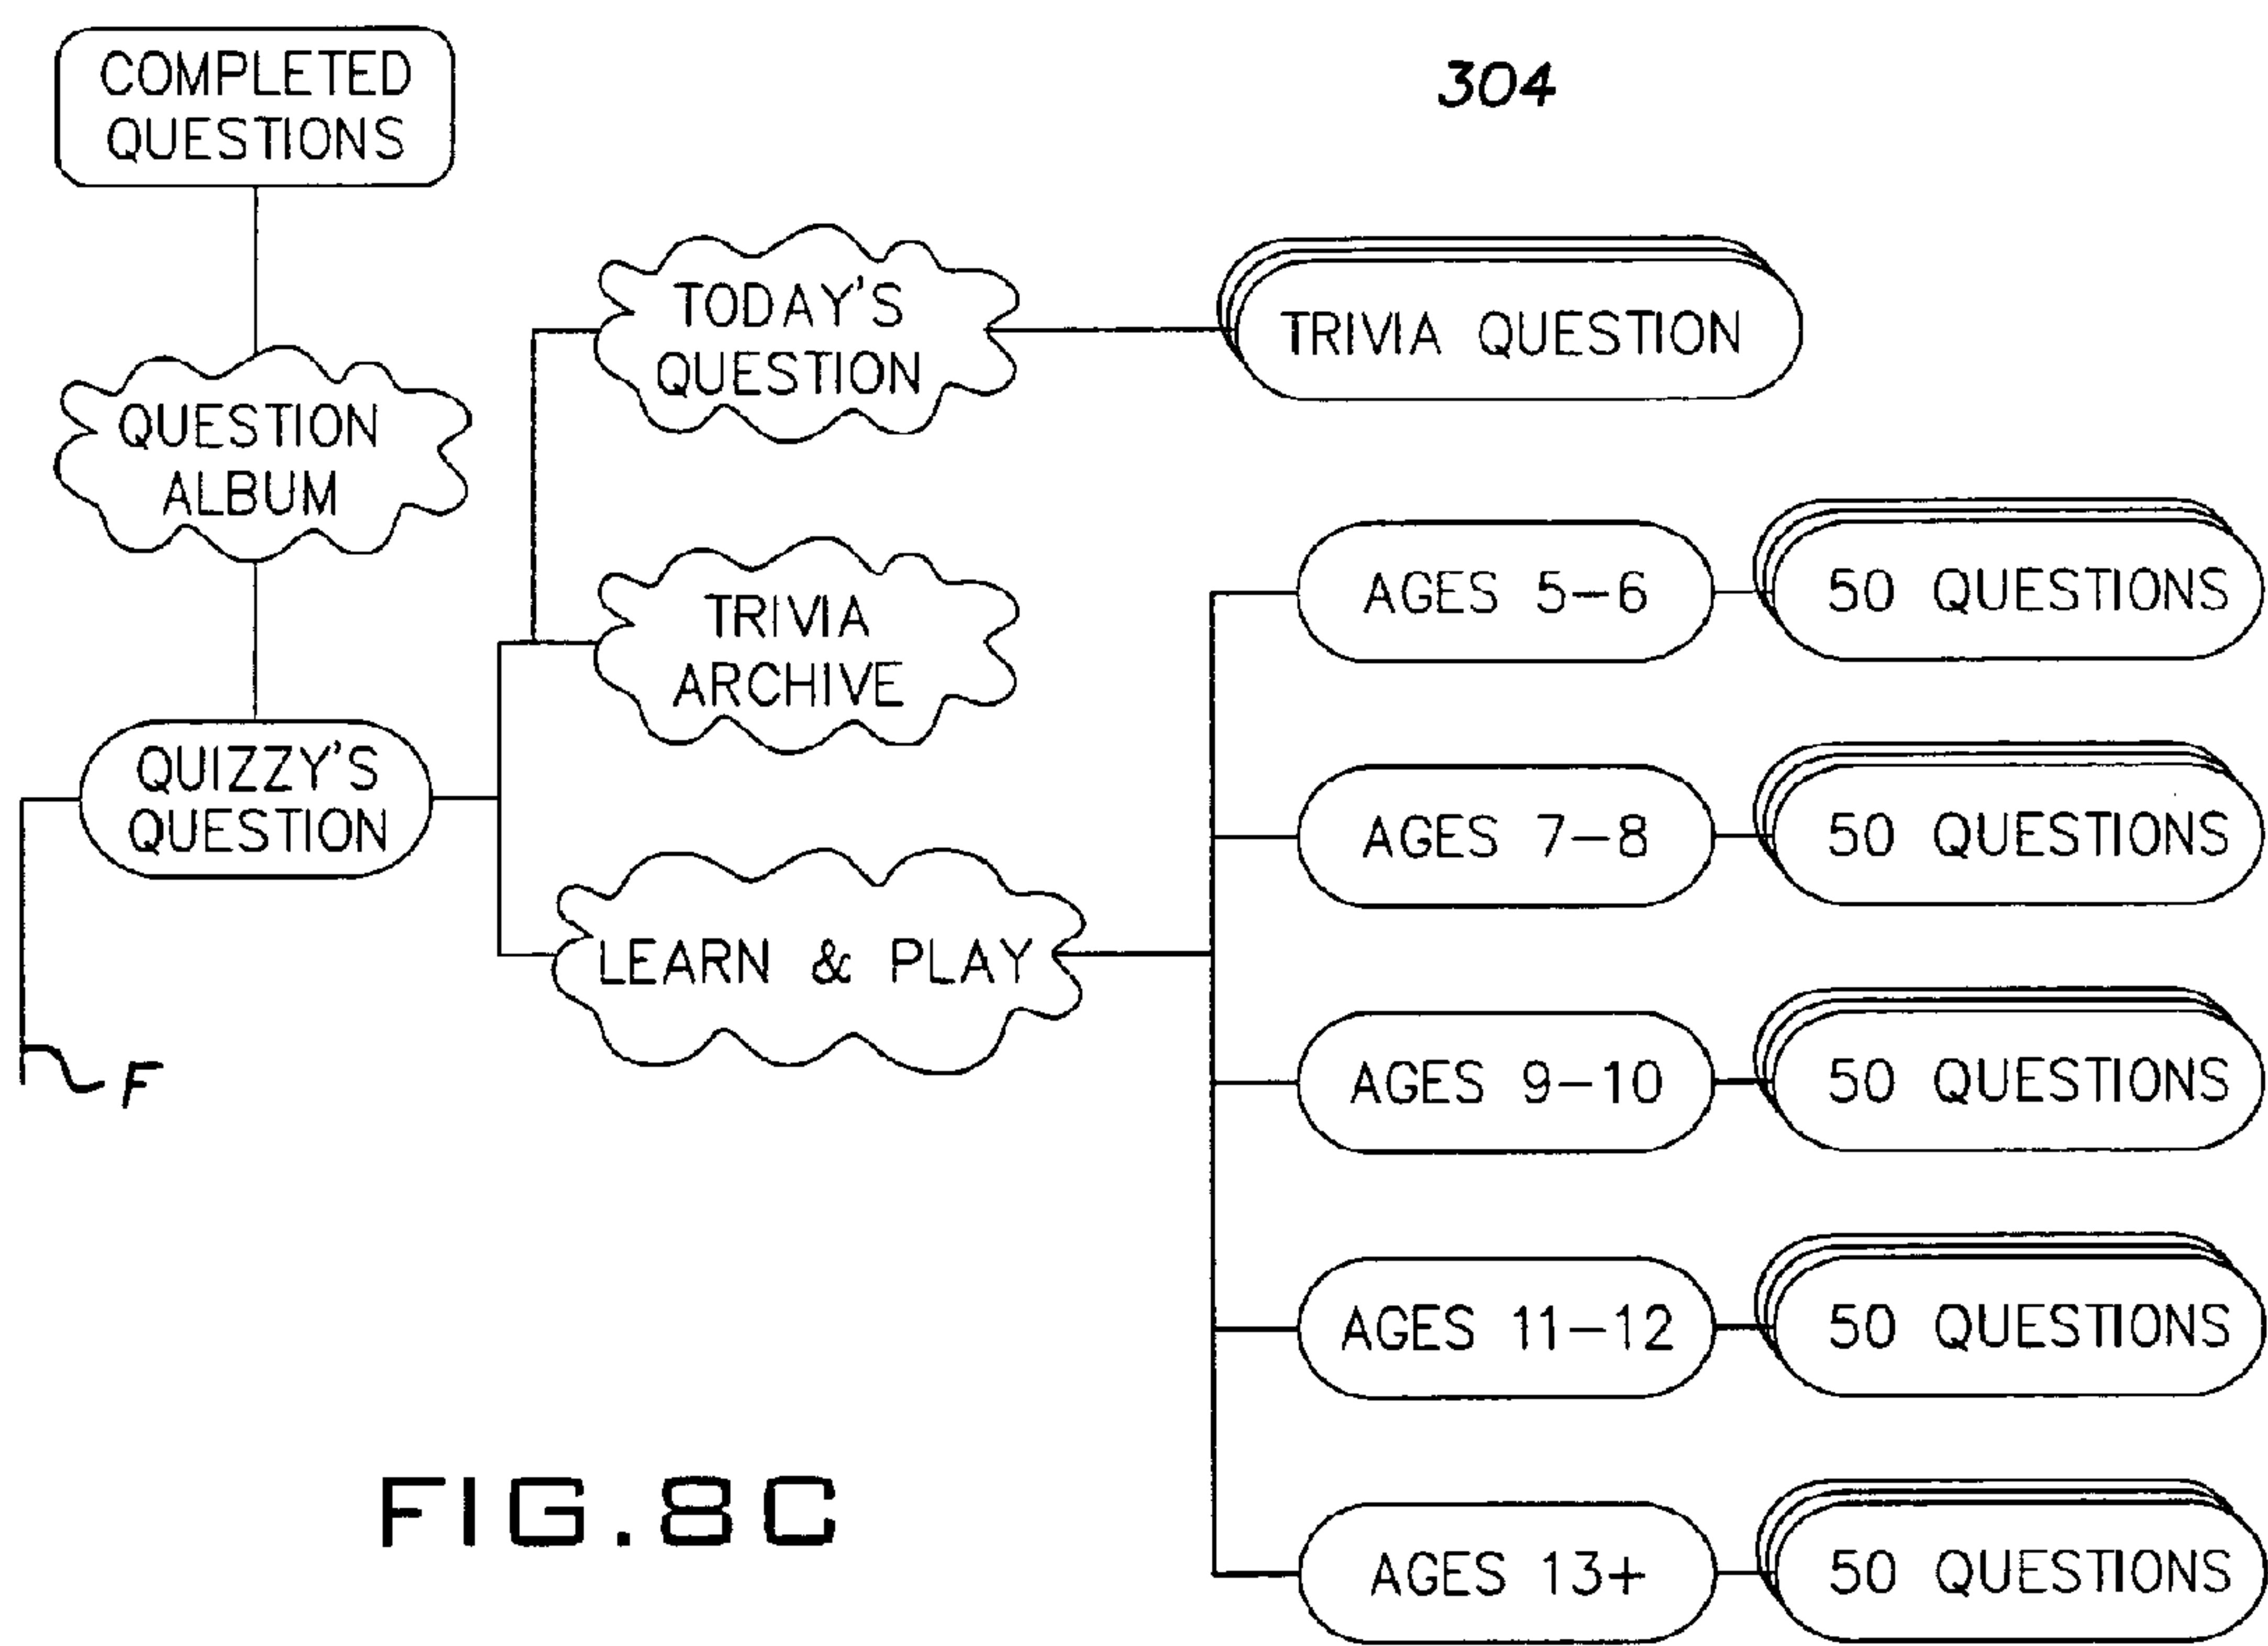 COMPLETED
QUESTIONS
304
TODAY'S
QUESTION
TRIVIA QUESTION
QUESTION
ALBUM
TRIVIA
ARCHIVE
AGES 5-6
50 QUESTIONS
QUIZZY'S
QUESTION
AGES 7-8
50 QUESTIONS
LEARN & PLAY
F
AGES 9-10
50 QUESTIONS
AGES 11-12
50 QUESTIONS
AGES 13+
50 QUESTIONS
FIG.8C